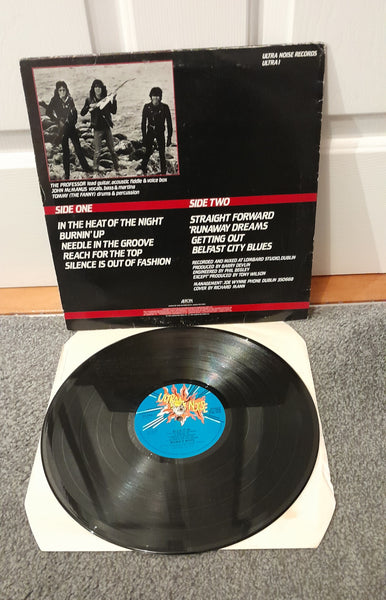 ULTRA NOISE RECORDS
ULTRA 1
THE PROFESSOR lead guitar, acoustic fiddle & voice box
JOHN McMANUS vocals, bass & martina
TOMMY (THE FANNY) drums & percussion
SIDE ONE
IN THE HEAT OF THE NIGHT
BURNIN' UP
NEEDLE IN THE GROOVE
REACH FOR THE TOP
SILENCE IS OUT OF FASHION
SIDE TWO
STRAIGHT FORWARD
*RUNAWAY DREAMS
GETTING OUT
BELFAST CITY BLUES
RECORDED AND MIXED AT LOMBARD STUDIO, DUBLIN
PRODUCED BY BARRY DEVLIN
ENGINEERED BY PHIL BEGLEY
EXCEPT* PRODUCED BY TONY WILSON
MANAGEMENT: JOE WYNNE PHONE DUBLIN 350668
COVER BY RICHARD MANN
ULTRA
NOISE